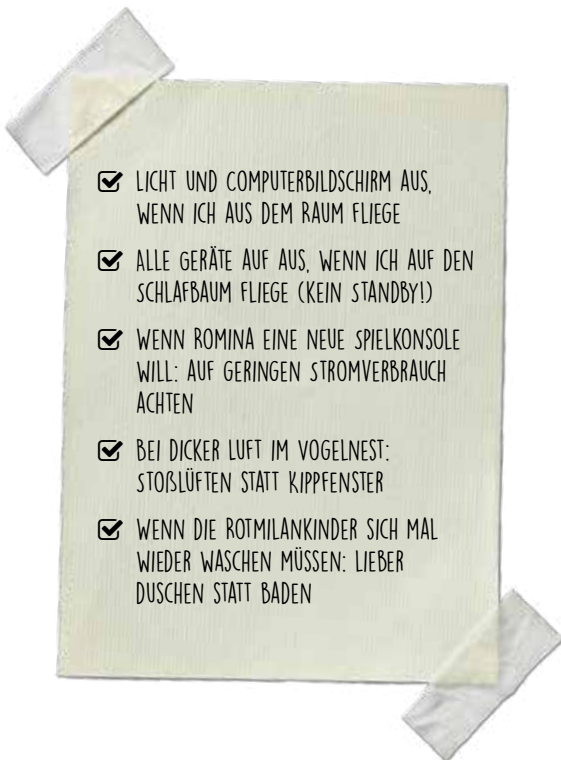 LICHT UND COMPUTERBILDSCHIRM AUS,
WENN ICH AUS DEM RAUM FLIEGE
ALLE GERÄTE AUF AUS, WENN ICH AUF DEN
SCHLAFBAUM FLIEGE (KEIN STANDBY!)
WENN ROMINA EINE NEUE SPIELKONSOLE
WILL: AUF GERINGEN STROMVERBRAUCH
ACHTEN
BEI DICKER LUFT IM VOGELNEST:
STOßLÜFTEN STATT KIPPFENSTER
WENN DIE ROTMILANKINDER SICH MAL
WIEDER WASCHEN MÜSSEN: LIEBER
DUSCHEN STATT BADEN